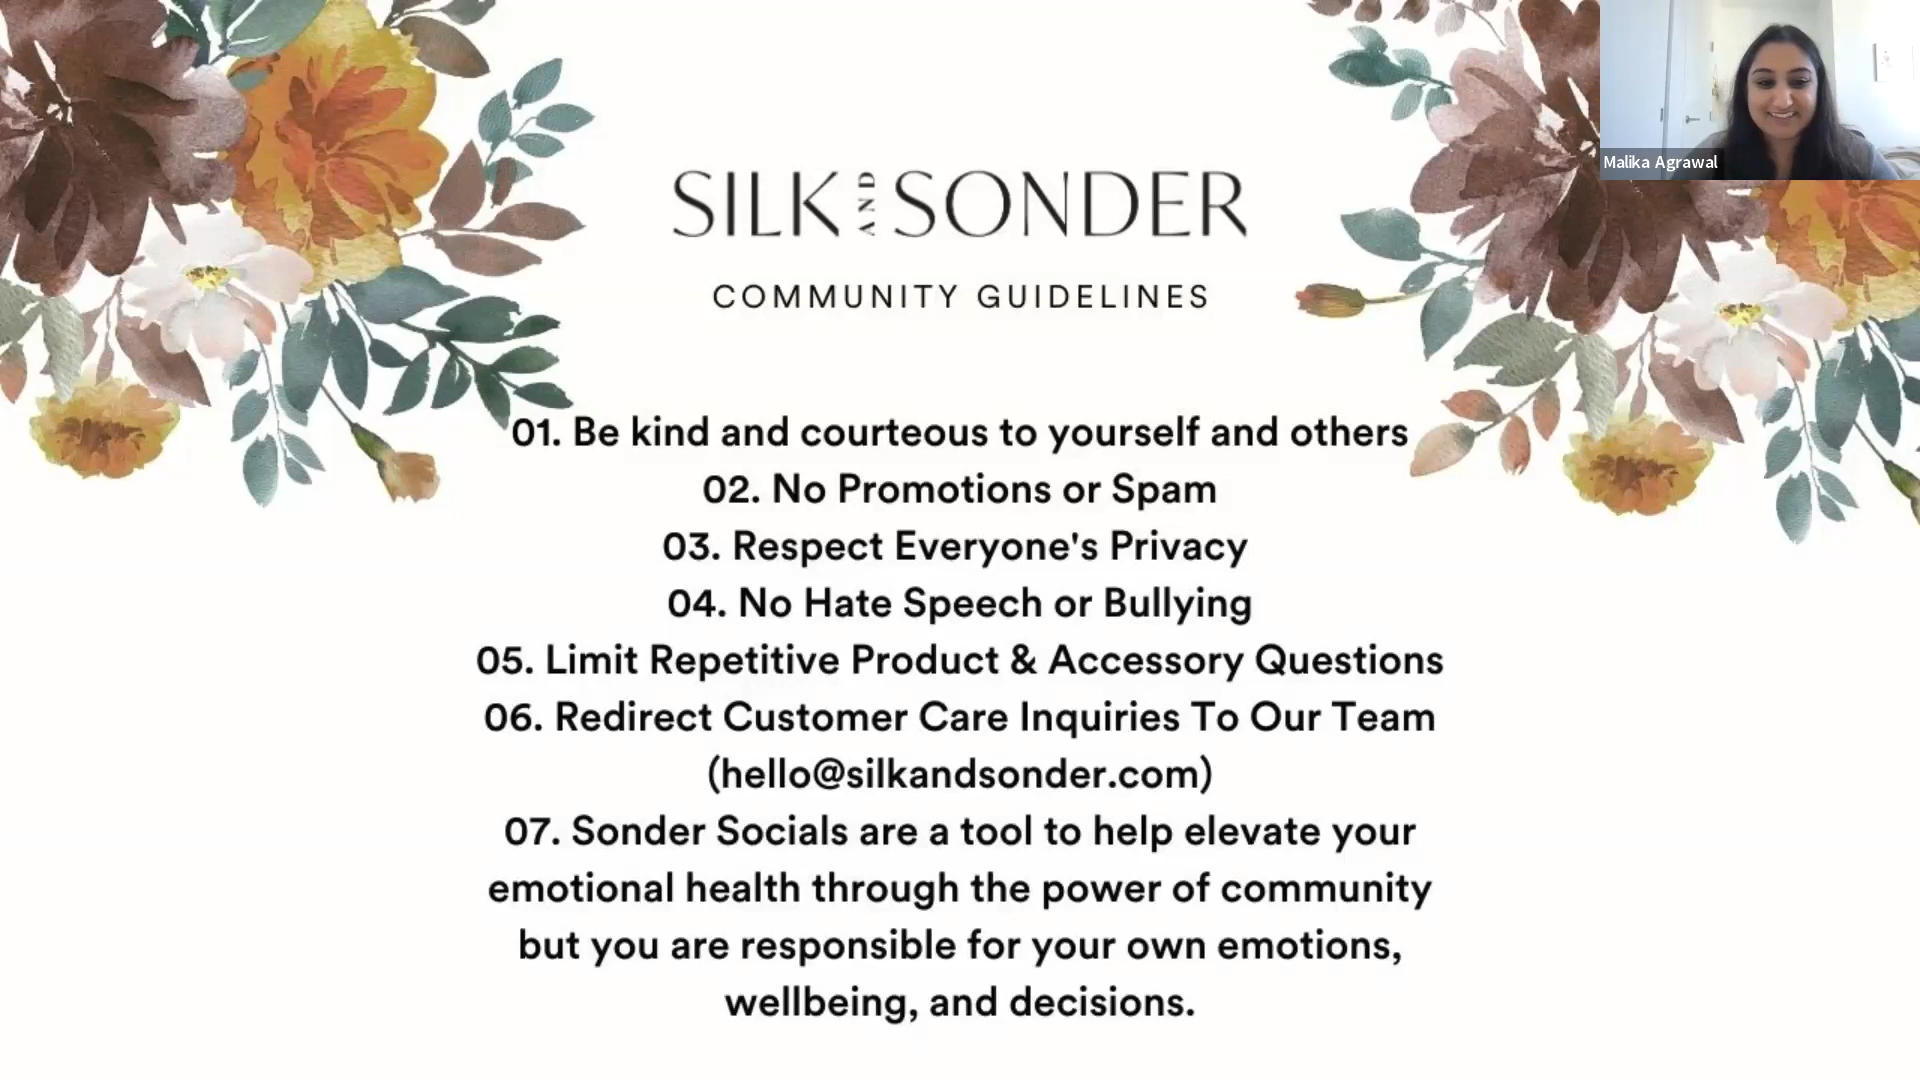 Malika Agrawal
SILK AND SONDER
COMMUNITY GUIDELINES
01. Be kind and courteous to yourself and others
02. No Promotions or Spam
03. Respect Everyone's Privacy
04. No Hate Speech or Bullying
05. Limit Repetitive Product & Accessory Questions
06. Redirect Customer Care Inquiries To Our Team
(hello@silkandsonder.com)
07. Sonder Socials are a tool to help elevate your
emotional health through the power of community
but you are responsible for your own emotions,
wellbeing, and decisions.